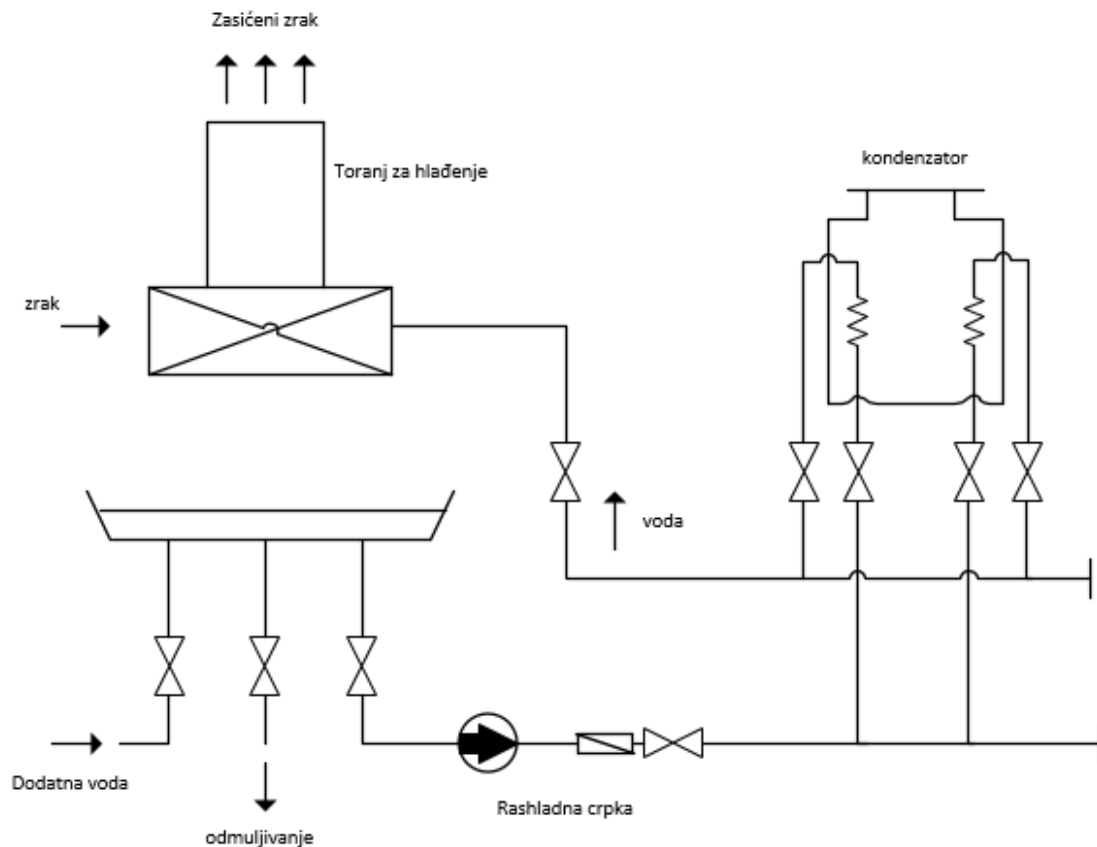 Zasićeni zrak
Toranj za hlađenje
kondenzator
zrak
voda
Dodatna voda
Rashladna crpka
odmuljivanje